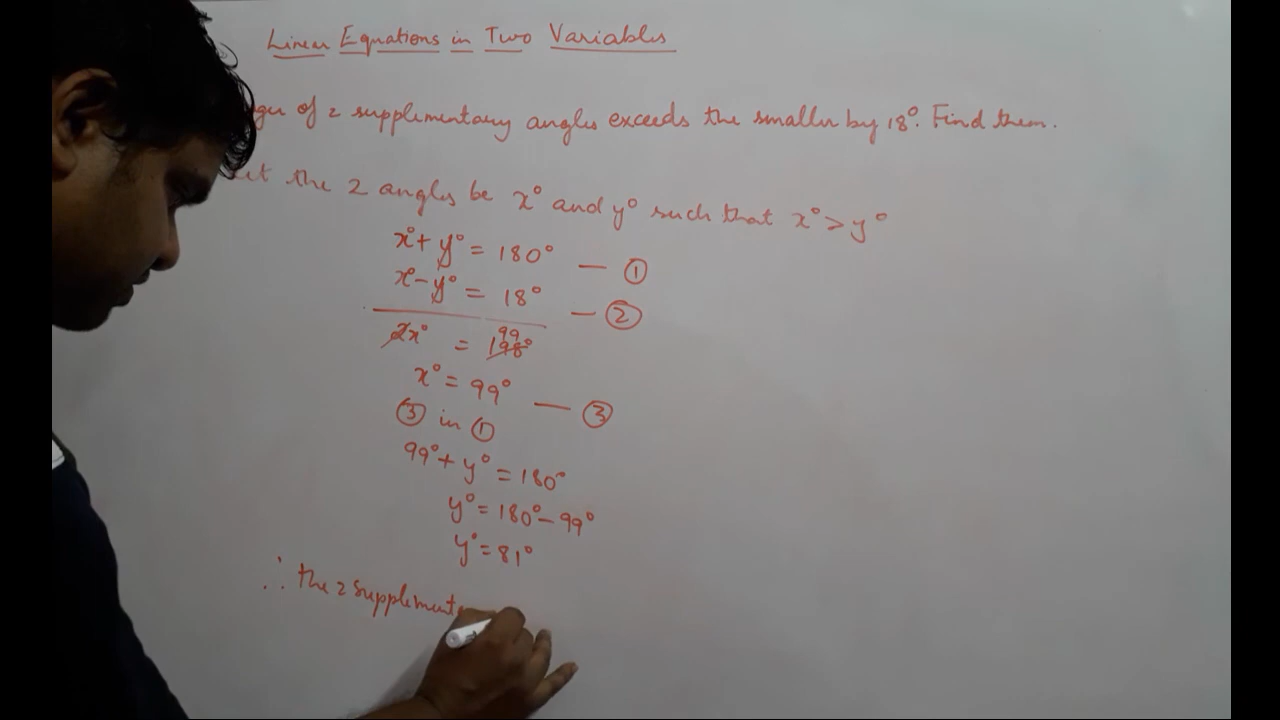 Linear Equations in Two Variables
of 2 supplementary angles exceeds the smaller by 18°. Find them.
the 2 angles be x° and y° such that x° > y°
x° + y° = 180° — ①
x° - y° = 18° — ②
99
2x° = 198°
x° = 99° — ③
③ in ①
99° + y° = 180°
y° = 180° - 99°
y° = 81°
∴ the 2 supplement